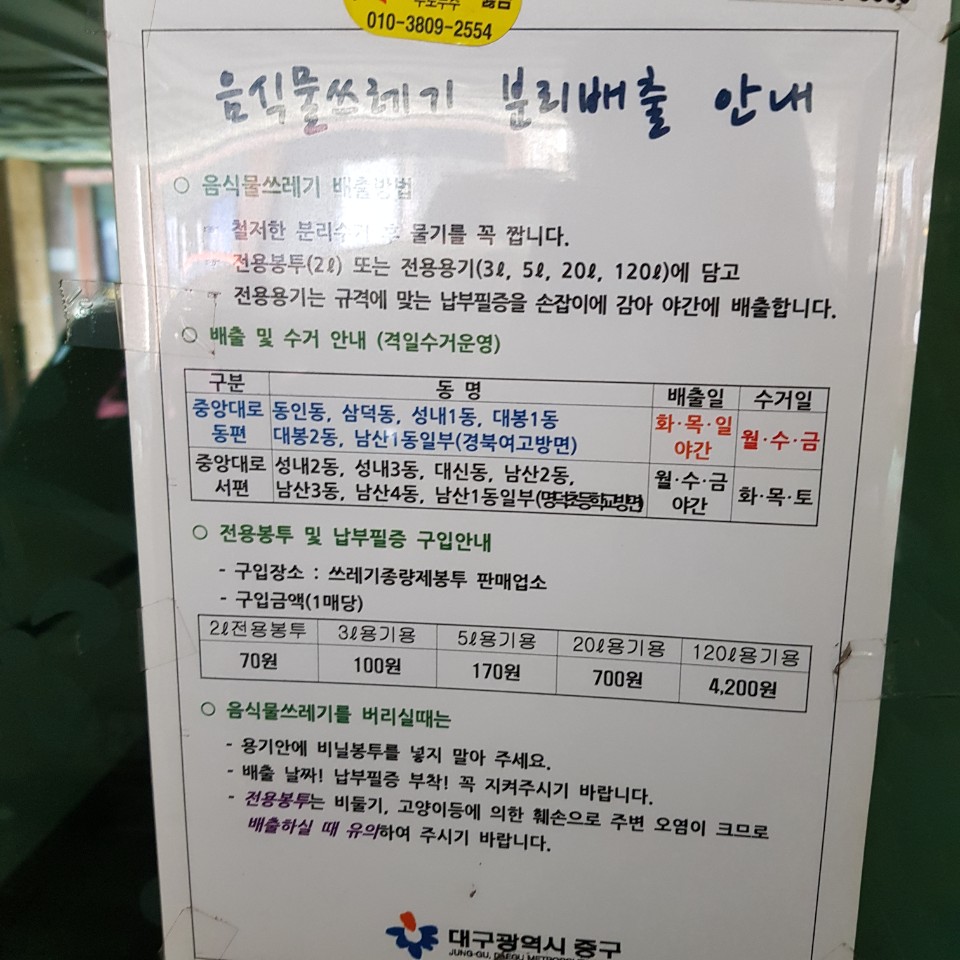 010-3809-2554
음식물쓰레기 분리배출 안내
○ 음식물쓰레기 배출방법
철저한 분리수거 후 물기를 꼭 짭니다.
전용봉투(2ℓ) 또는 전용용기(3ℓ, 5ℓ, 20ℓ, 120ℓ)에 담고
- 전용용기는 규격에 맞는 납부필증을 손잡이에 감아 야간에 배출합니다.
○ 배출 및 수거 안내 (격일수거운영)
구분 동 명 배출일 수거일
중앙대로 동인동, 삼덕동, 성내1동, 대봉1동 화·목·일
동편 대봉2동, 남산1동일부(경북여고방면) 야간 월·수·금
중앙대로 성내2동, 성내3동, 대신동, 남산2동, 월·수·금
서편 남산3동, 남산4동, 남산1동일부(명덕초등학교방면) 야간 화·목·토
○ 전용봉투 및 납부필증 구입안내
- 구입장소 : 쓰레기종량제봉투 판매업소
- 구입금액(1매당)
2ℓ전용봉투 3ℓ용기용 5ℓ용기용 20ℓ용기용 120ℓ용기용
70원 100원 170원 700원 4,200원
○ 음식물쓰레기를 버리실때는
- 용기안에 비닐봉투를 넣지 말아 주세요.
- 배출 날짜! 납부필증 부착! 꼭 지켜주시기 바랍니다.
- 전용봉투는 비둘기, 고양이등에 의한 훼손으로 주변 오염이 크므로
배출하실 때 유의하여 주시기 바랍니다.
대구광역시 중구
JUNG-GU, DAEGU